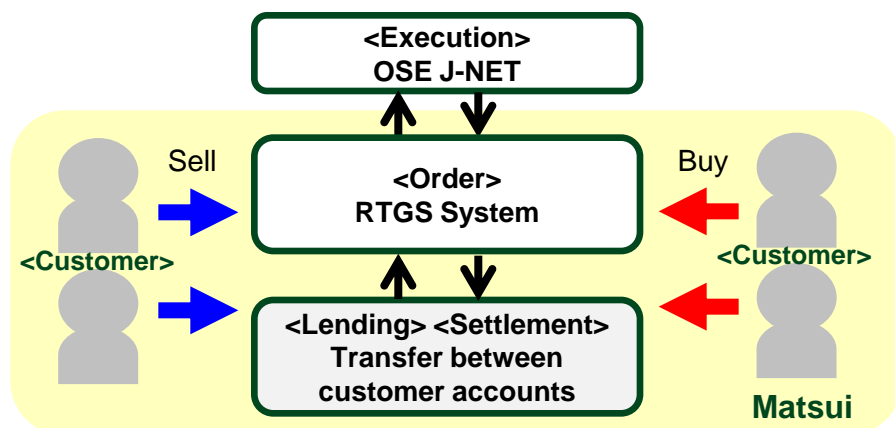 <Execution>
OSE J-NET
Sell
<Order>
RTGS System
Buy
<Customer>
<Customer>
<Lending> <Settlement>
Transfer between
customer accounts
Matsui